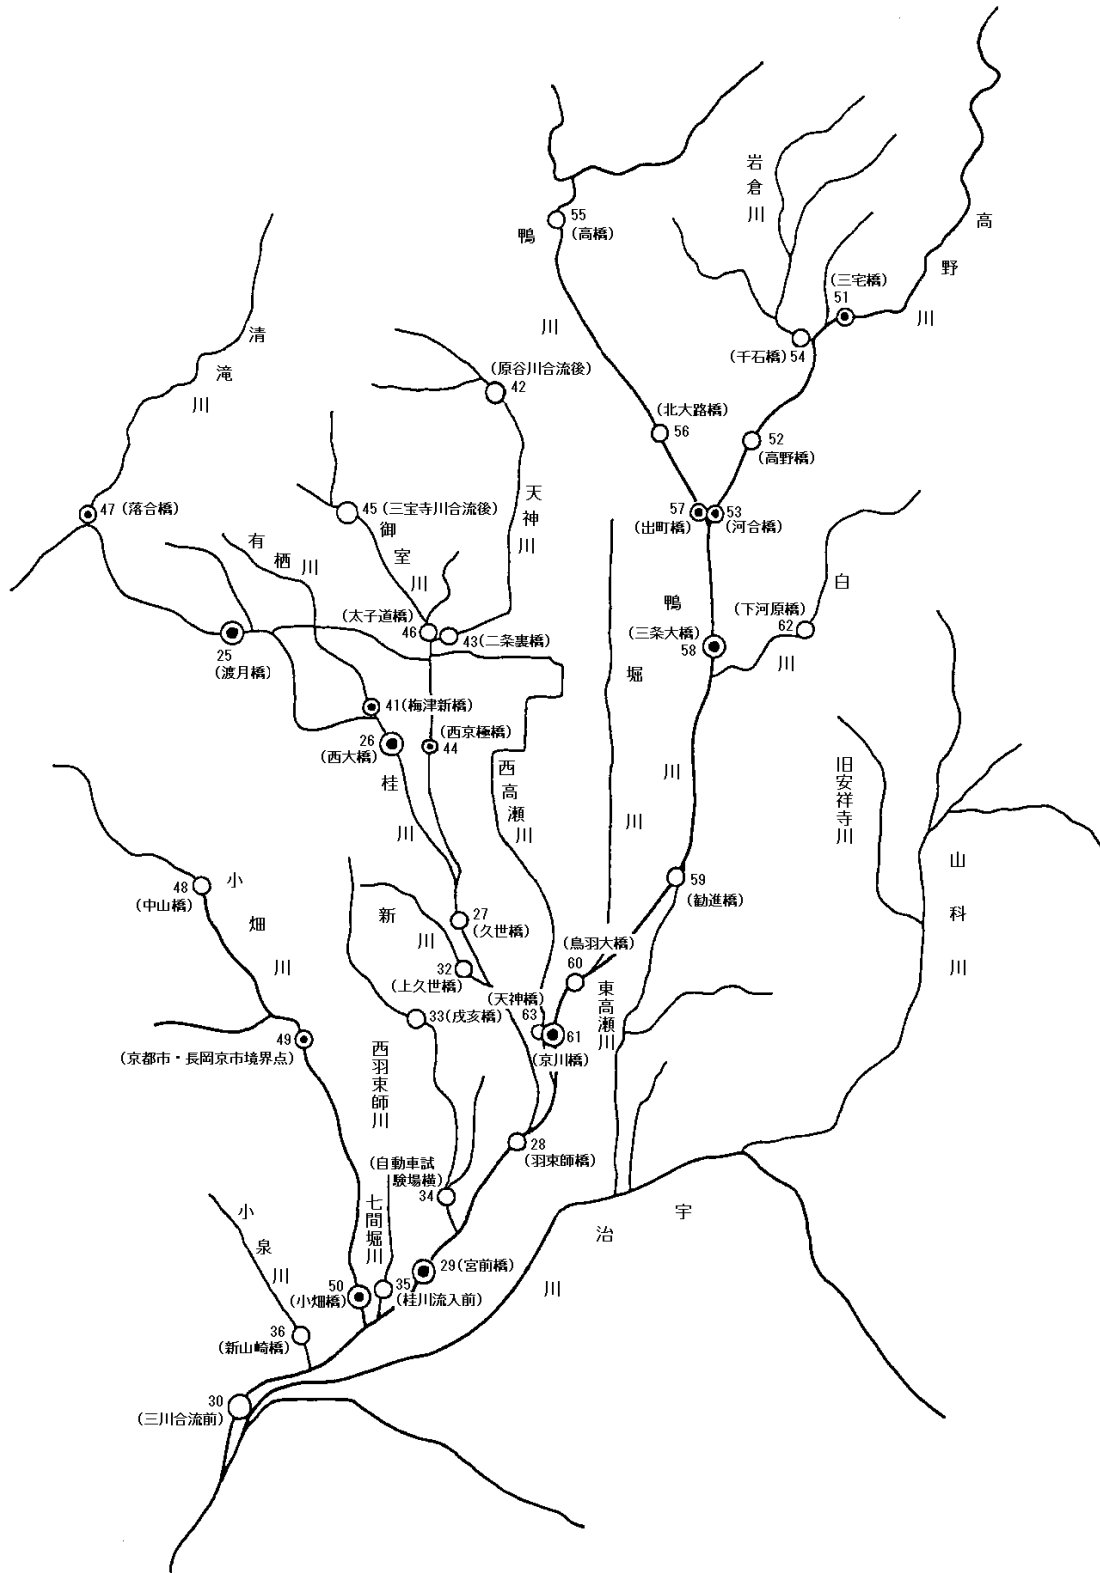 55
(高橋)
鴨川
岩倉川
高野川
(三宅橋)
51
(千石橋) 54
清滝川
(原谷川合流後)
42
(北大路橋)
56
52
(高野橋)
47 (落合橋)
45 (三宝寺川合流後)
御室川
天神川
57
(出町橋)
53
(河合橋)
有栖川
白川
(太子道橋)
46
43 (二条裏橋)
鴨川
(三条大橋)
58
(下河原橋)
62
25
(渡月橋)
堀川
41 (梅津新橋)
26
(西大橋)
(西京極橋)
44
桂川
西高瀬川
旧安祥寺川
山科川
48
(中山橋)
小畑川
新川
27
(久世橋)
59
(勧進橋)
32
(上久世橋)
(鳥羽大橋)
60
(天神橋)
63
61
(京川橋)
東高瀬川
33 (戌亥橋)
49
(京都市・長岡京市境界点)
西羽束師川
28
(羽束師橋)
(自動車試
験場横)
34
小泉川
七間堀川
宇治川
29 (宮前橋)
50
(小畑橋)
35
(桂川流入前)
36
(新山崎橋)
30
(三川合流前)